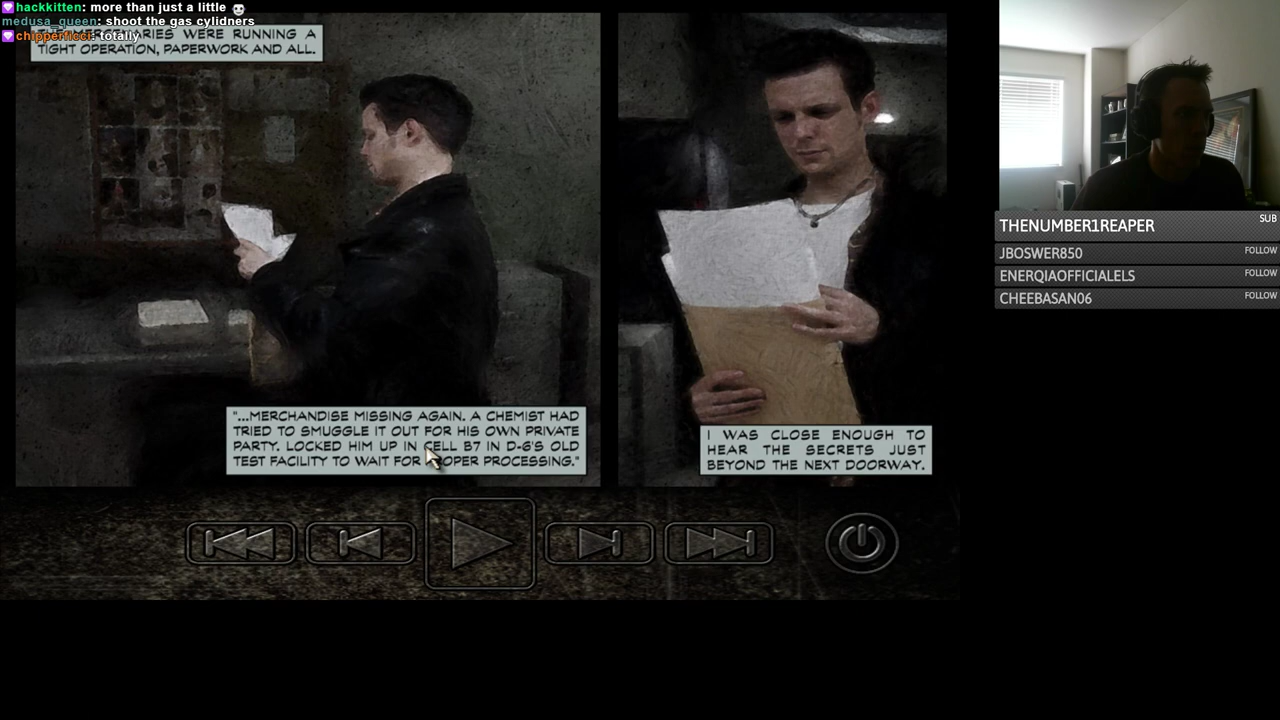 hackkitten: more than just a little
medusa_queen: shoot the gas cylidners
chipperficci: totally
WERE RUNNING A
TIGHT OPERATION, PAPERWORK AND ALL.
"...MERCHANDISE MISSING AGAIN. A CHEMIST HAD
TRIED TO SMUGGLE IT OUT FOR HIS OWN PRIVATE
PARTY. LOCKED HIM UP IN CELL B7 IN D-6'S OLD
TEST FACILITY TO WAIT FOR PROPER PROCESSING."
I WAS CLOSE ENOUGH TO
HEAR THE SECRETS JUST
BEYOND THE NEXT DOORWAY.
THENUMBER1REAPER SUB
JBOSWER850 FOLLOW
ENERQIAOFFICIALELS FOLLOW
CHEEBASAN06 FOLLOW